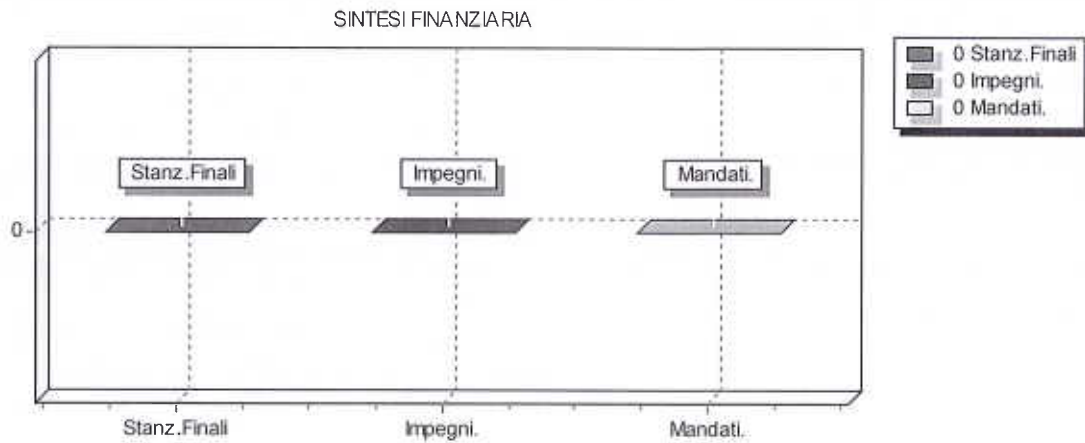 SINTESI FINANZIARIA
0 Stanz.Finali
0 Impegni.
0 Mandati.
Stanz.Finali
Impegni.
Mandati.
0
Stanz.Finali
Impegni.
Mandati.